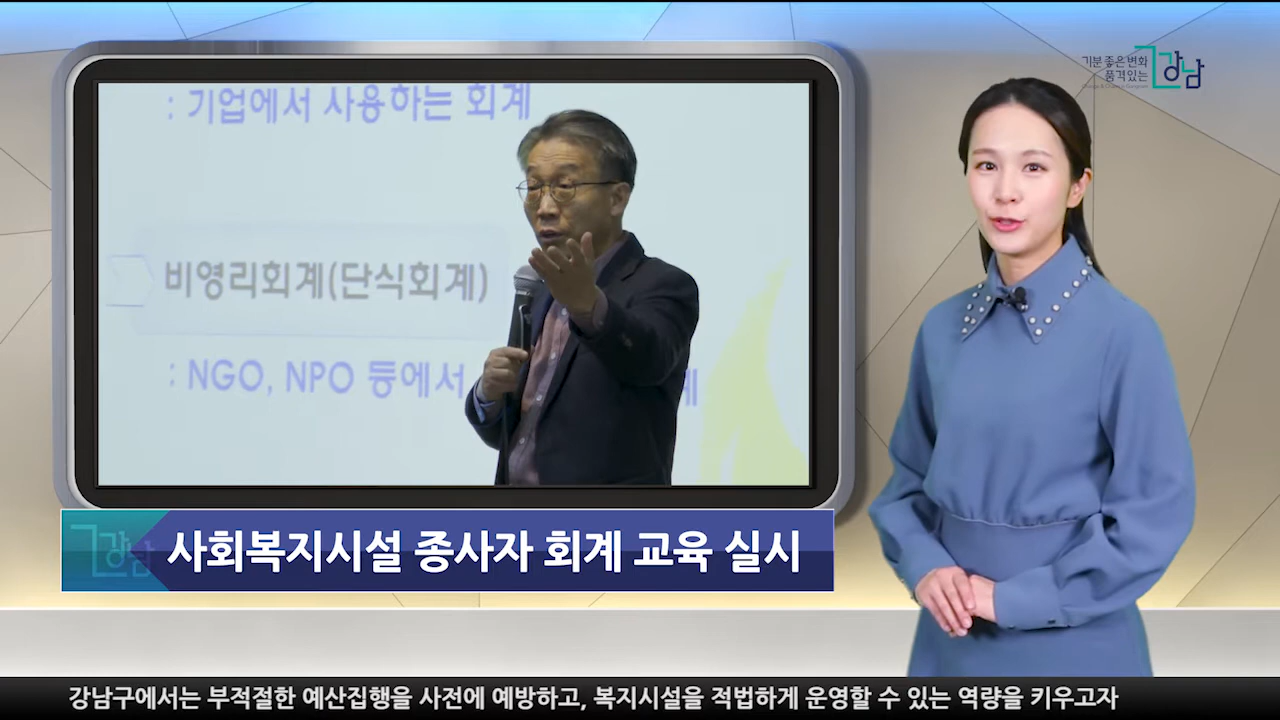 : 기업에서 사용하는 회계
비영리회계(단식회계)
: NGO, NPO 등에서
계
기분 좋은 변화
품격 있는
강남
강남
사회복지시설 종사자 회계 교육 실시
강남구에서는 부적절한 예산집행을 사전에 예방하고, 복지시설을 적법하게 운영할 수 있는 역량을 키우고자